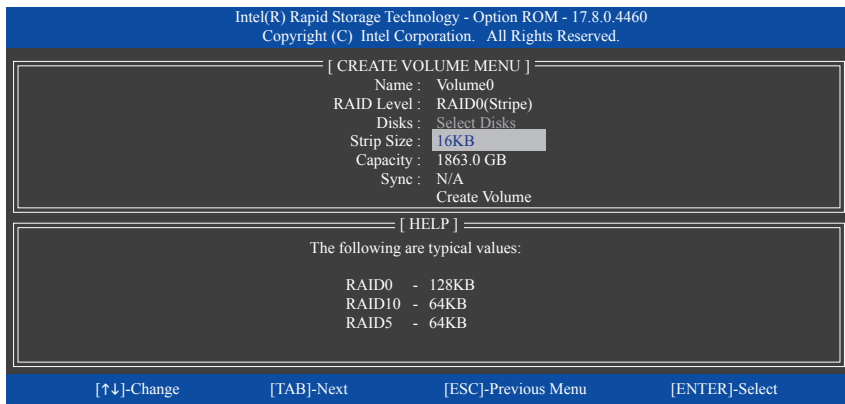 Intel(R) Rapid Storage Technology - Option ROM - 17.8.0.4460
Copyright (C) Intel Corporation. All Rights Reserved.
[ CREATE VOLUME MENU ]
Name : Volume0
RAID Level : RAID0(Stripe)
Disks : Select Disks
Strip Size : 16KB
Capacity : 1863.0 GB
Sync : N/A
Create Volume
[ HELP ]
The following are typical values:
RAID0 - 128KB
RAID10 - 64KB
RAID5 - 64KB
[↑↓]-Change [TAB]-Next [ESC]-Previous Menu [ENTER]-Select